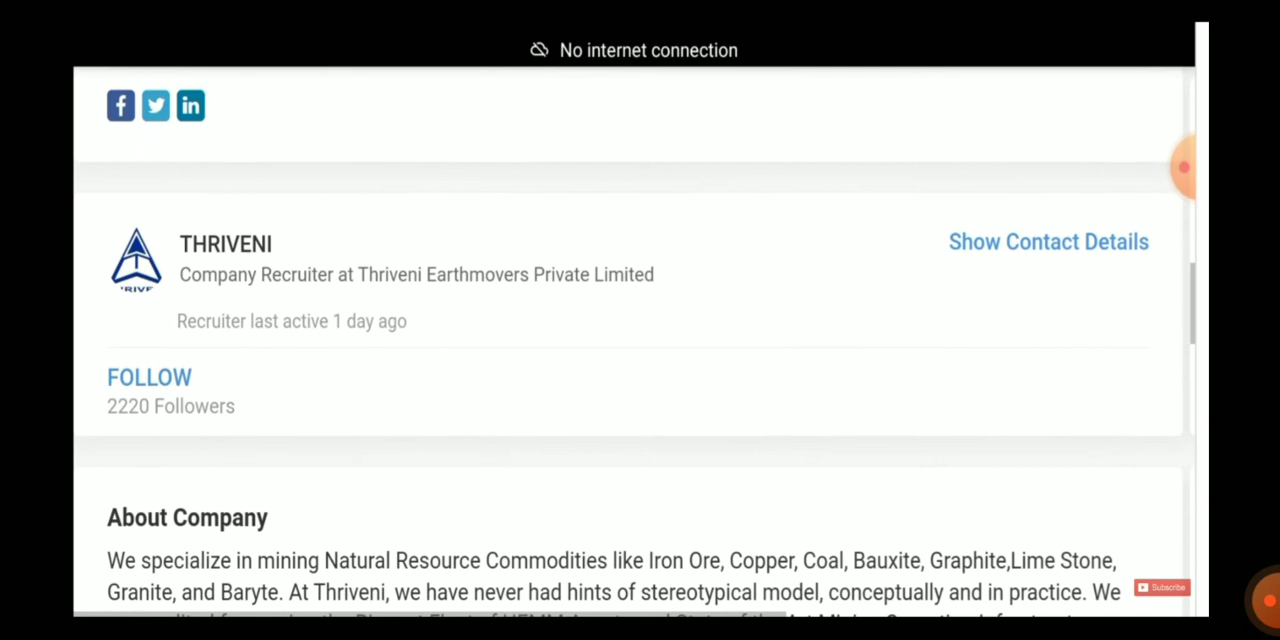 No internet connection
THRIVENI
Show Contact Details
Company Recruiter at Thriveni Earthmovers Private Limited
Recruiter last active 1 day ago
FOLLOW
2220 Followers
About Company
We specialize in mining Natural Resource Commodities like Iron Ore, Copper, Coal, Bauxite, Graphite,Lime Stone,
Granite, and Baryte. At Thriveni, we have never had hints of stereotypical model, conceptually and in practice. We
Subscribe